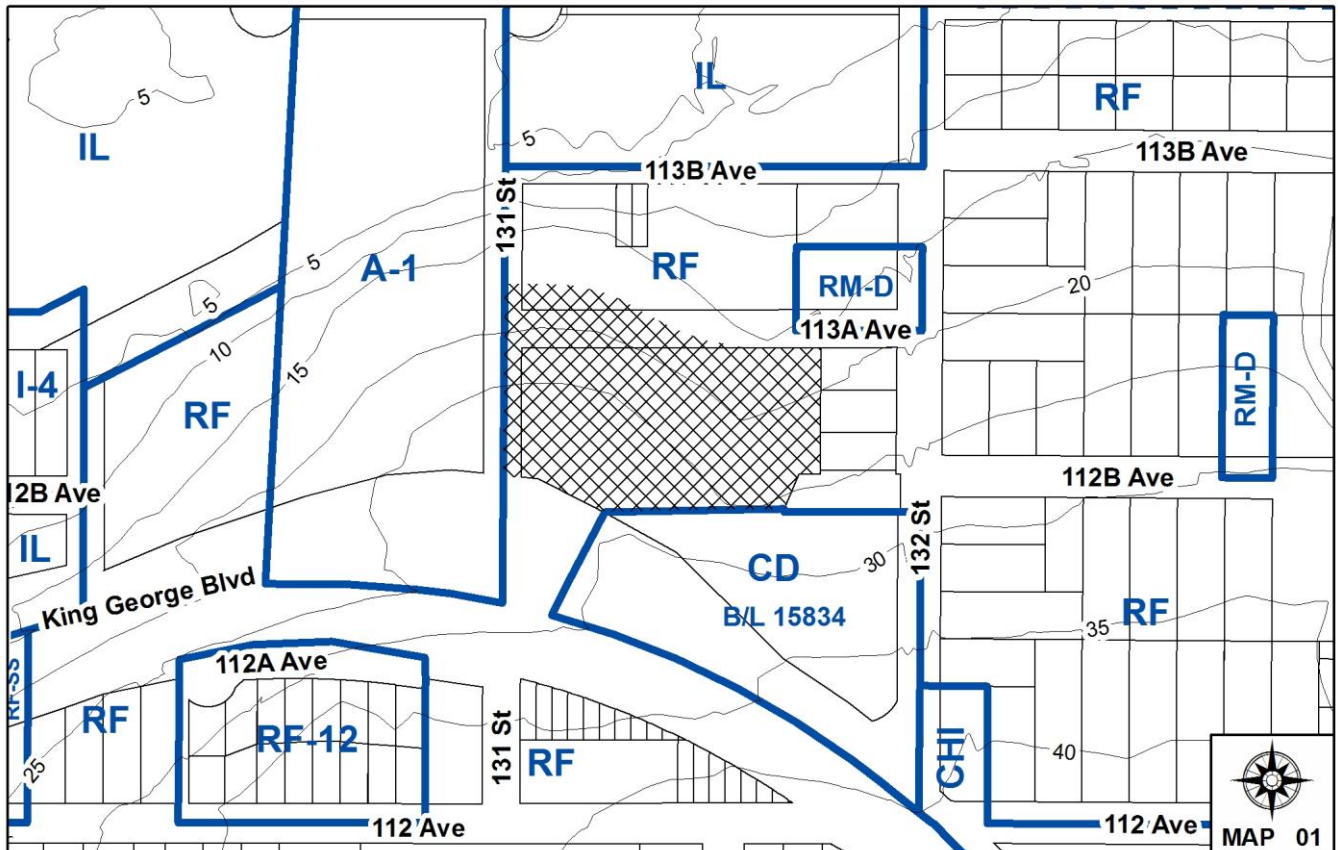 IL
RF
5
IL
5
113B Ave
113B Ave
131 St
5
A-1
RF
RM-D
20
5
113A Ave
10
15
I-4
RF
RM-D
12B Ave
112B Ave
IL
132 St
CD
30
King George Blvd
B/L 15834
RF
35
112A Ave
RF-SS
RF
RF-12
131 St
RF
CHI
40
25
112 Ave
112 Ave
MAP 01